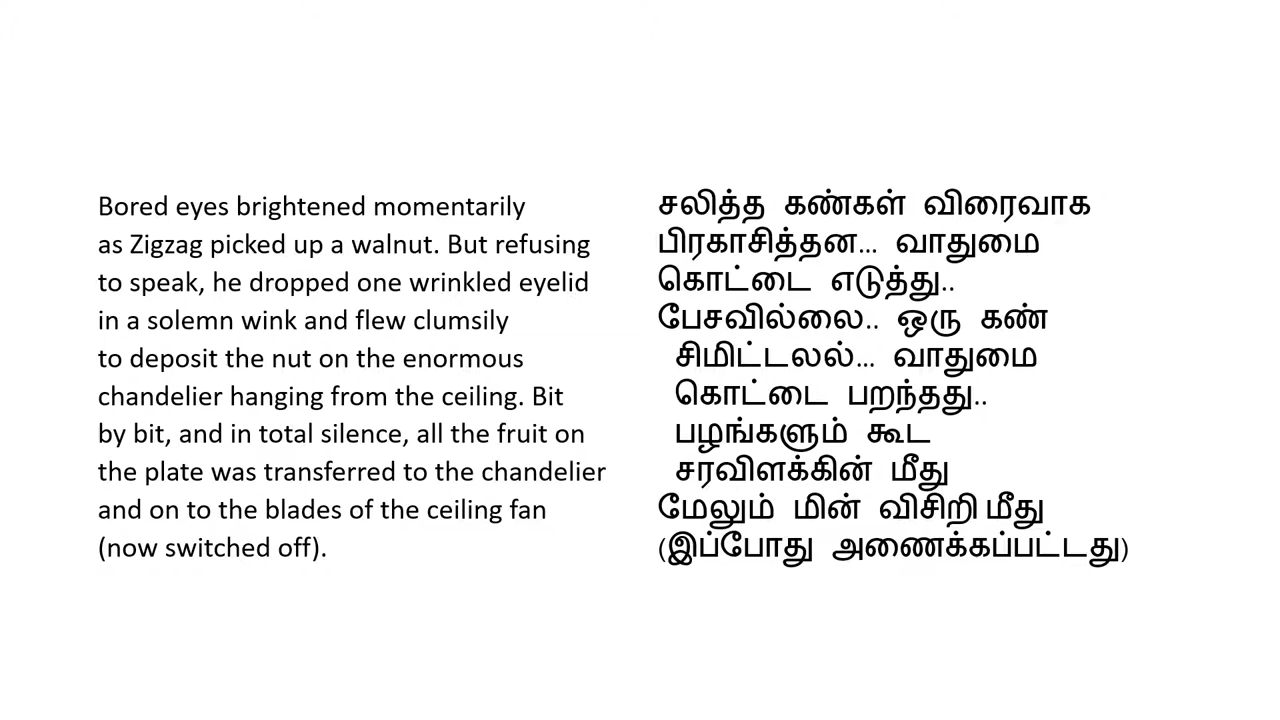 Bored eyes brightened momentarily
as Zigzag picked up a walnut. But refusing
to speak, he dropped one wrinkled eyelid
in a solemn wink and flew clumsily
to deposit the nut on the enormous
chandelier hanging from the ceiling. Bit
by bit, and in total silence, all the fruit on
the plate was transferred to the chandelier
and on to the blades of the ceiling fan
(now switched off).
சலித்த கண்கள் விரைவாக
பிரகாசித்தன... வாதுமை
கொட்டை எடுத்து..
பேசவில்லை.. ஒரு கண்
சிமிட்டலல்... வாதுமை
கொட்டை பறந்தது..
பழங்களும் கூட
சரவிளக்கின் மீது
மேலும் மின் விசிறி மீது
(இப்போது அணைக்கப்பட்டது)